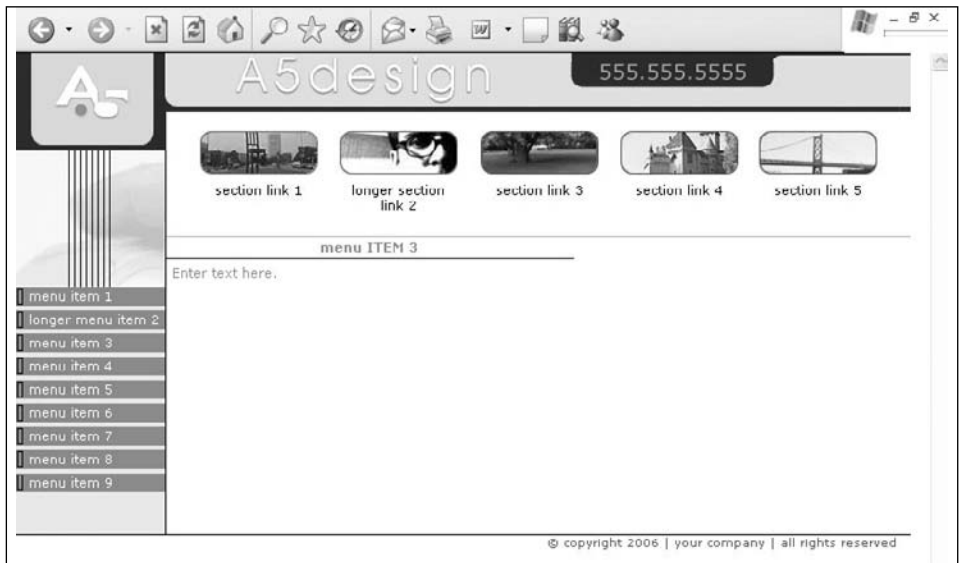 W
A5
A5design
555.555.5555
section link 1
longer section
link 2
section link 3
section link 4
section link 5
menu ITEM 3
Enter text here.
menu item 1
longer menu item 2
menu item 3
menu item 4
menu item 5
menu item 6
menu item 7
menu item 8
menu item 9
© copyright 2006 | your company | all rights reserved